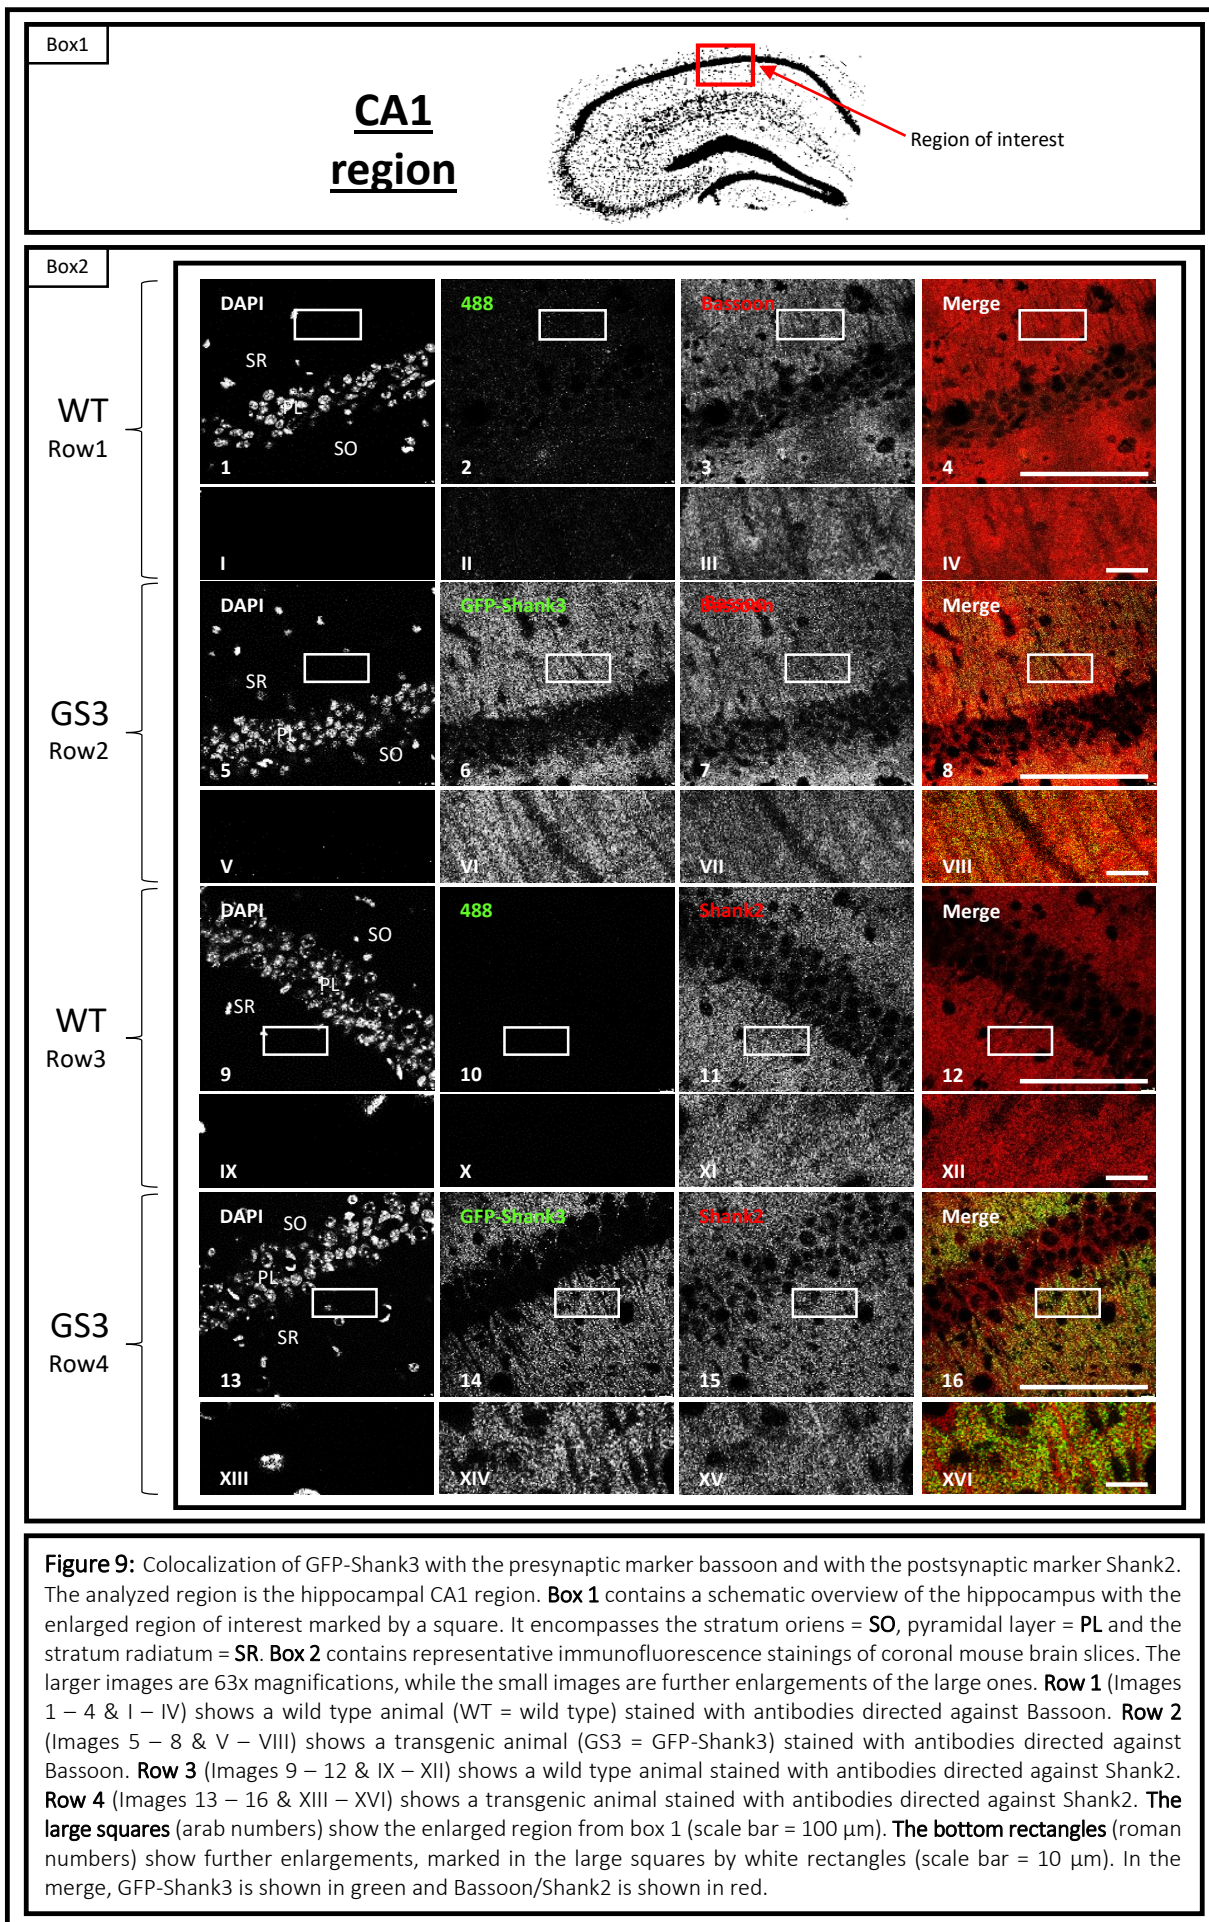 Box1
CA1
region
Region of interest
Box2
WT
Row1
DAPI
SR
PL
SO
1
488
2
Bassoon
3
Merge
4
I
II
III
IV
GS3
Row2
DAPI
SR
PL
SO
5
GFP-Shank3
6
7
Merge
8
V
VI
VII
VIII
WT
Row3
DAPI
SO
PL
SR
9
488
10
Shank2
11
Merge
12
IX
X
XI
XII
GS3
Row4
DAPI
SO
PL
SR
13
GFP-Shank3
14
Shank2
15
Merge
16
XIII
XIV
XV
XVI
Figure 9: Colocalization of GFP-Shank3 with the presynaptic marker bassoon and with the postsynaptic marker Shank2.
The analyzed region is the hippocampal CA1 region. Box 1 contains a schematic overview of the hippocampus with the
enlarged region of interest marked by a square. It encompasses the stratum oriens = SO, pyramidal layer = PL and the
stratum radiatum = SR. Box 2 contains representative immunofluorescence stainings of coronal mouse brain slices. The
larger images are 63x magnifications, while the small images are further enlargements of the large ones. Row 1 (Images
1 – 4 & I – IV) shows a wild type animal (WT = wild type) stained with antibodies directed against Bassoon. Row 2
(Images 5 – 8 & V – VIII) shows a transgenic animal (GS3 = GFP-Shank3) stained with antibodies directed against
Bassoon. Row 3 (Images 9 – 12 & IX – XII) shows a wild type animal stained with antibodies directed against Shank2.
Row 4 (Images 13 – 16 & XIII – XVI) shows a transgenic animal stained with antibodies directed against Shank2. The
large squares (arab numbers) show the enlarged region from box 1 (scale bar = 100 µm). The bottom rectangles (roman
numbers) show further enlargements, marked in the large squares by white rectangles (scale bar = 10 µm). In the
merge, GFP-Shank3 is shown in green and Bassoon/Shank2 is shown in red.